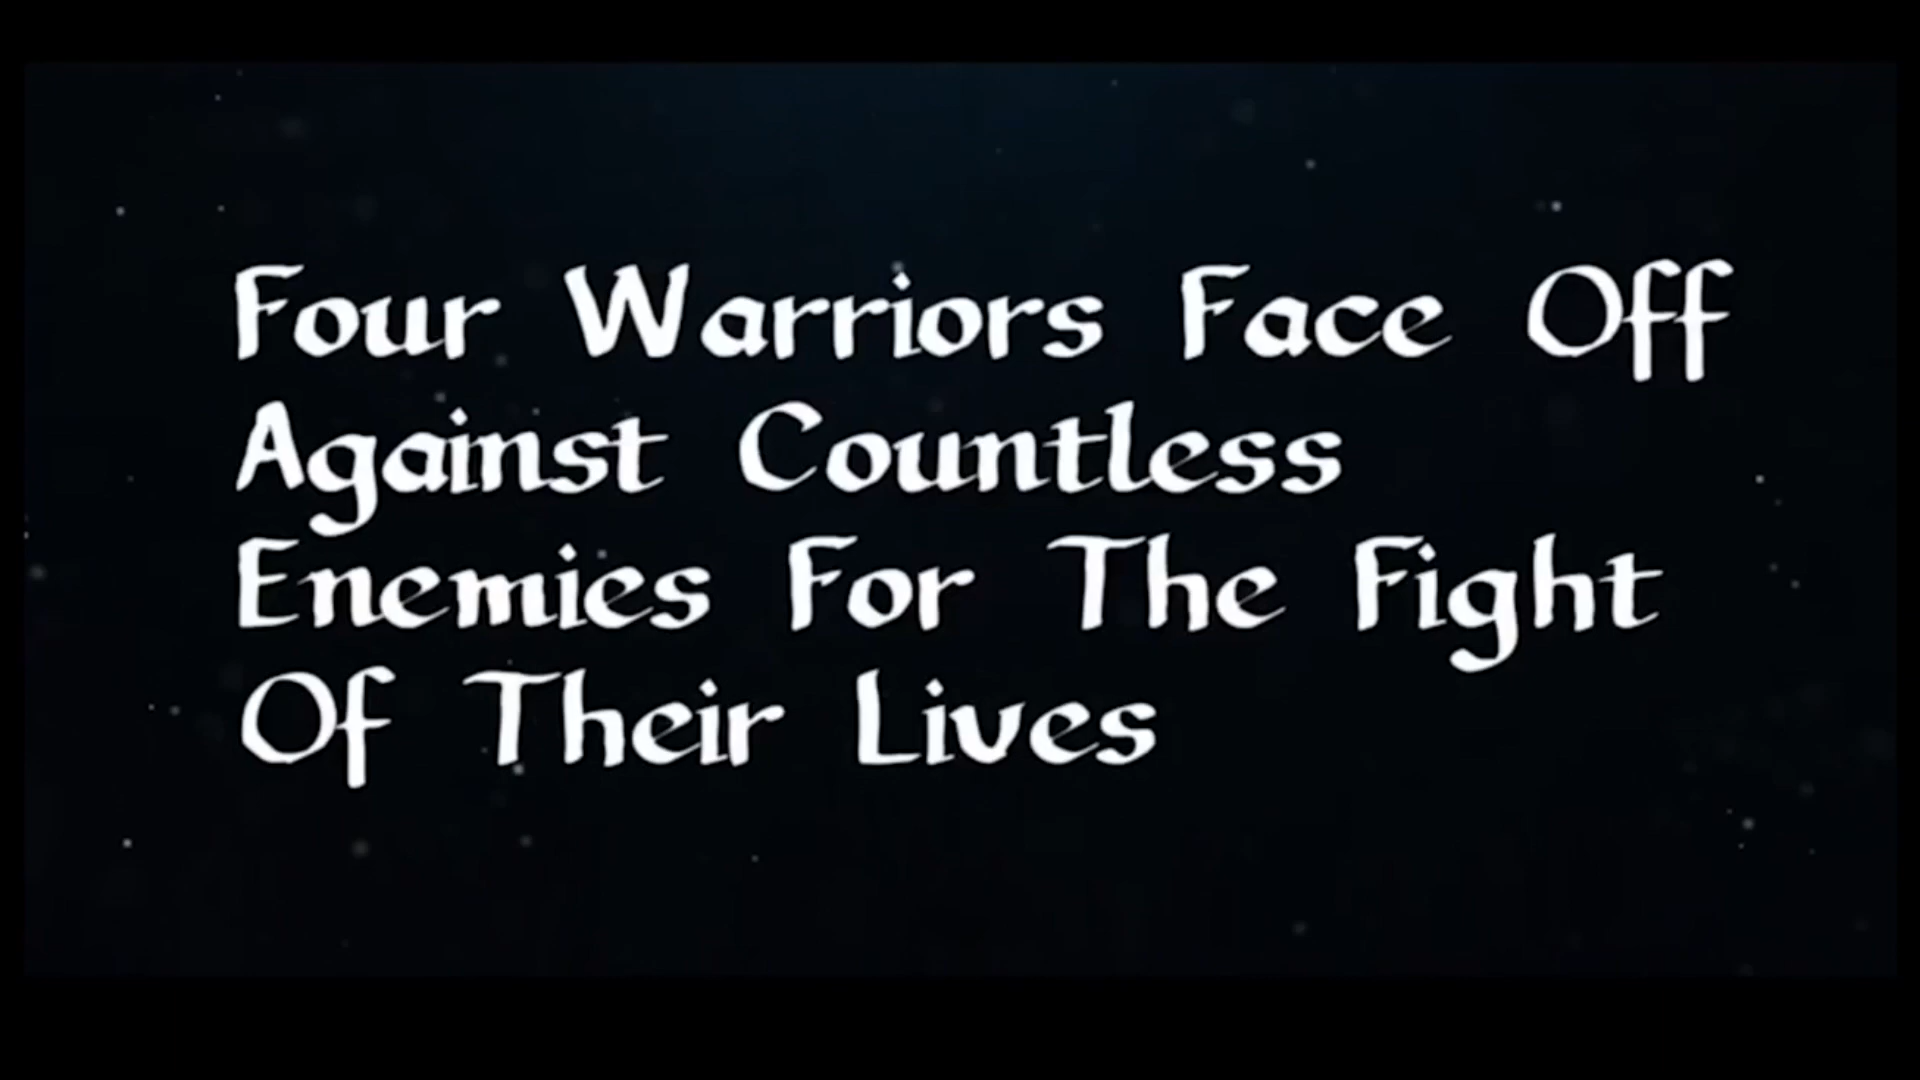 Four Warriors Face Off
Against Countless
Enemies For The Fight
Of Their Lives